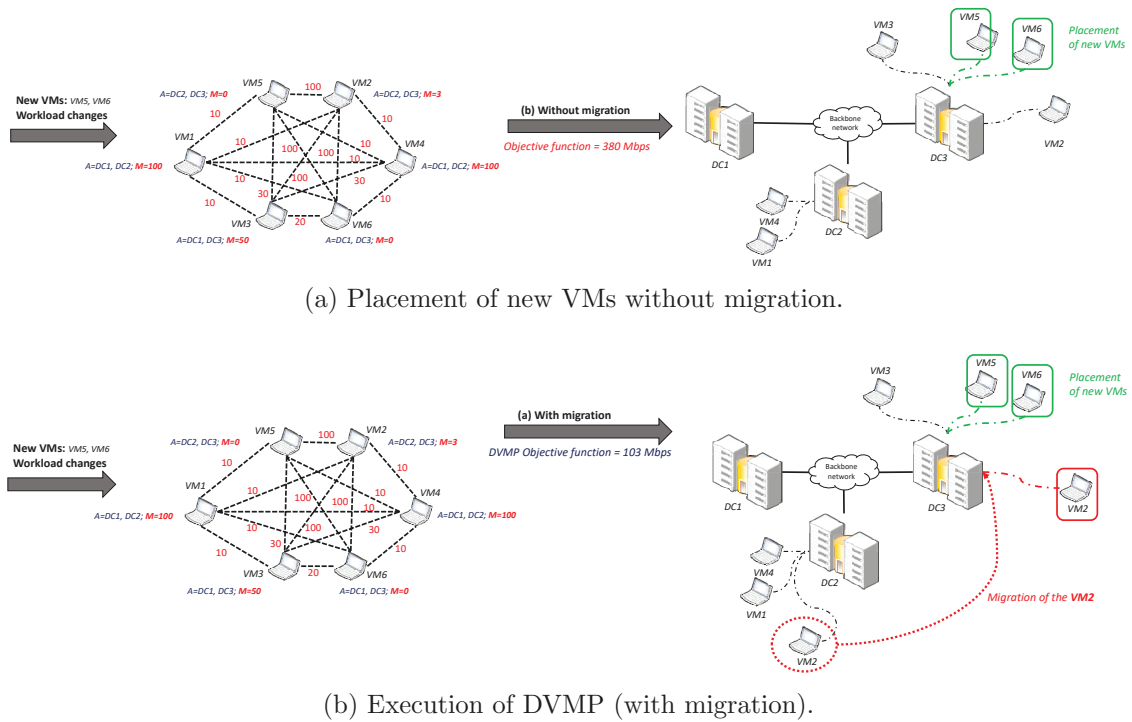 VM3
VM5
VM6
Placement
of new VMs
VM5
VM2
100
A=DC2, DC3; M=0
A=DC2, DC3; M=3
New VMs: VM5, VM6
Workload changes
10
10
(b) Without migration
Objective function = 380 Mbps
Backbone
network
VM2
VM1
VM4
DC1
DC3
100
100
10
10
A=DC1, DC2; M=100
A=DC1, DC2; M=100
10
100
100
30
10
30
10
VM4
VM3
20
VM6
DC2
A=DC1, DC3; M=50
A=DC1, DC3; M=0
VM1
(a) Placement of new VMs without migration.
VM3
VM5
VM6
Placement
of new VMs
(a) With migration
DVMP Objective function = 103 Mbps
VM5
VM2
100
A=DC2, DC3; M=0
A=DC2, DC3; M=3
New VMs: VM5, VM6
Workload changes
10
10
Backbone
network
VM1
VM4
DC1
DC3
VM2
100
100
10
10
A=DC1, DC2; M=100
A=DC1, DC2; M=100
10
100
100
30
10
30
10
VM4
VM3
20
VM6
DC2
A=DC1, DC3; M=50
A=DC1, DC3; M=0
VM1
Migration of the VM2
VM2
(b) Execution of DVMP (with migration).